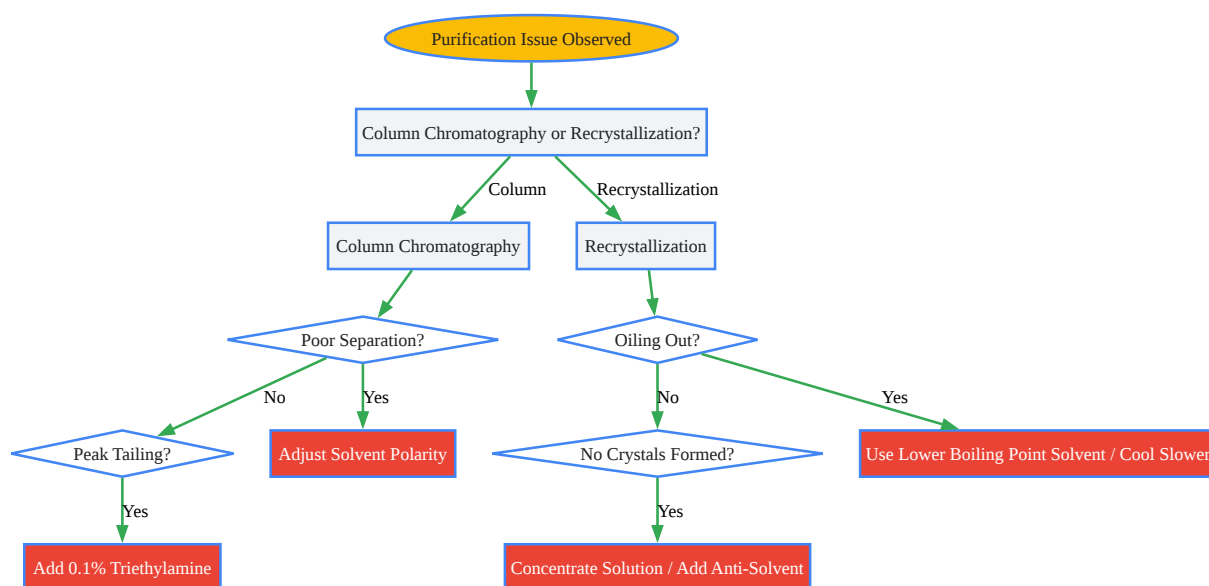 Purification Issue Observed
Column Chromatography or Recrystallization?
Column
Recrystallization
Column Chromatography
Recrystallization
Poor Separation?
Oiling Out?
No
Yes
No
Yes
Peak Tailing?
Adjust Solvent Polarity
No Crystals Formed?
Use Lower Boiling Point Solvent / Cool Slower
Yes
Yes
Add 0.1% Triethylamine
Concentrate Solution / Add Anti-Solvent